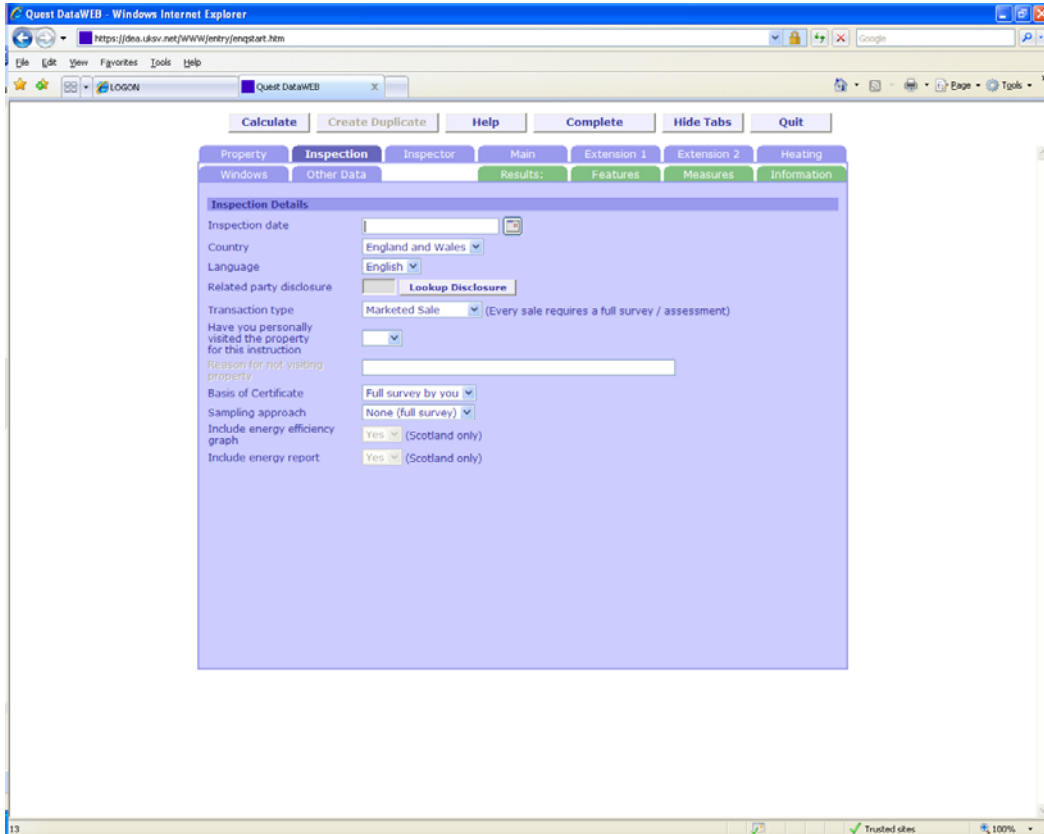 Quest DataWEB - Windows Internet Explorer
https://dea.uksv.net/WWW/entry/enqstart.htm
Google
File Edit View Favorites Tools Help
LOGON Quest DataWEB X Page Tools
Calculate Create Duplicate Help Complete Hide Tabs Quit
Property Inspection Inspector Main Extension 1 Extension 2 Heating
Windows Other Data Results: Features Measures Information
Inspection Details
Inspection date
Country England and Wales
Language English
Related party disclosure Lookup Disclosure
Transaction type Marketed Sale (Every sale requires a full survey / assessment)
Have you personally
visited the property
for this instruction
Reason for not visiting
property
Basis of Certificate Full survey by you
Sampling approach None (full survey)
Include energy efficiency
graph Yes (Scotland only)
Include energy report Yes (Scotland only)
13 Trusted sites 100%